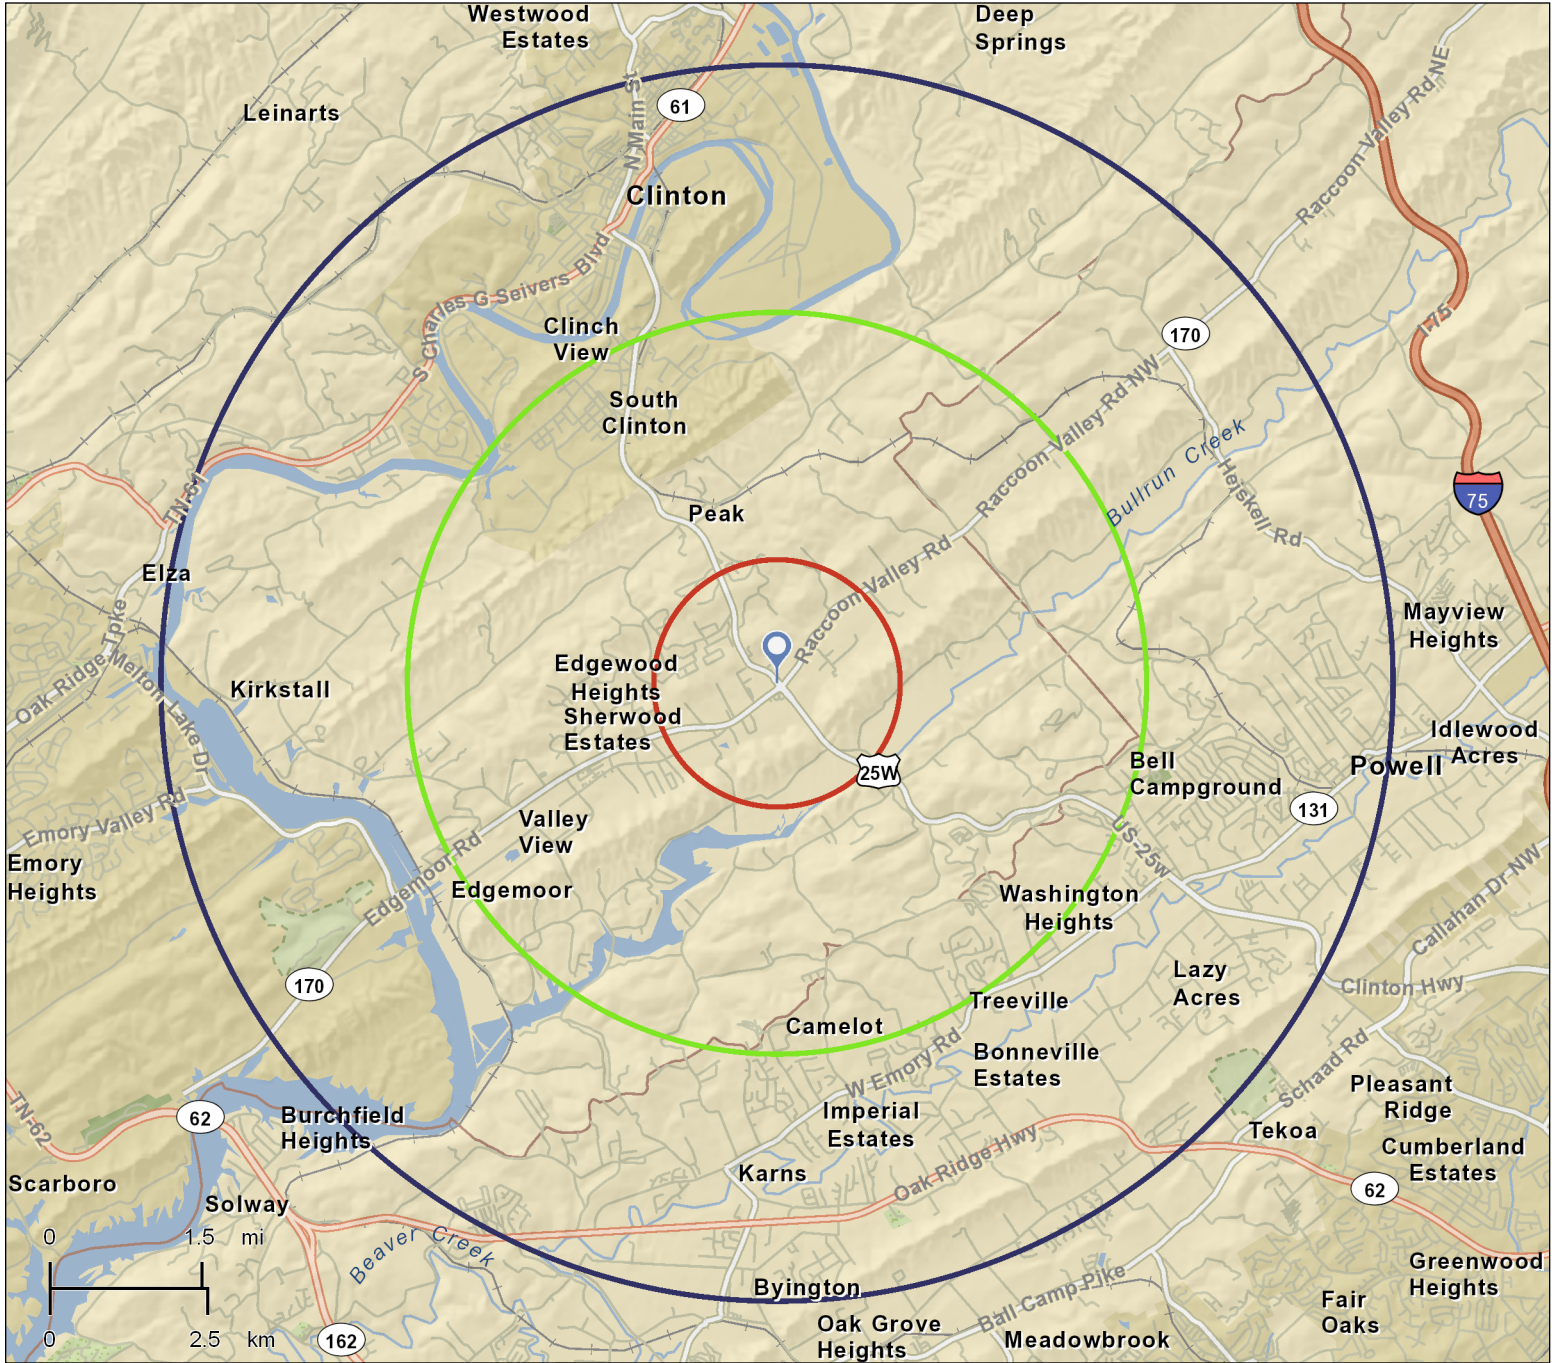 Westwood
Estates
Deep
Springs
Leinarts
61
N Main St
Clinton
Raccoon Valley Rd NE
S Charles G Seivers Blvd
Clinch
View
170
I-75
South
Clinton
Raccoon Valley Rd NW
Bullrun Creek
Heiskell Rd
75
TN-61
Peak
Raccoon Valley Rd
Elza
Oak Ridge Tpke
Mayview
Heights
Edgewood
Heights
Kirkstall
Melton Lake Dr
Sherwood
Estates
Idlewood
Acres
Powell
Bell
Campground
25W
131
Emory Valley Rd
Valley
View
US-25w
Emory
Heights
Edgemoor Rd
Edgemoor
Washington
Heights
Callahan Dr NW
170
Lazy
Acres
Clinton Hwy
Treeville
Camelot
W Emory Rd
Bonneville
Estates
Schaad Rd
Pleasant
Ridge
TN-62
62
Burchfield
Heights
Imperial
Estates
Tekoa
Cumberland
Estates
Scarboro
Karns
Oak Ridge Hwy
62
Solway
0 1.5 mi
Beaver Creek
Greenwood
Heights
Byington
Ball Camp Pike
Fair
Oaks
0 2.5 km
162
Oak Grove
Heights
Meadowbrook